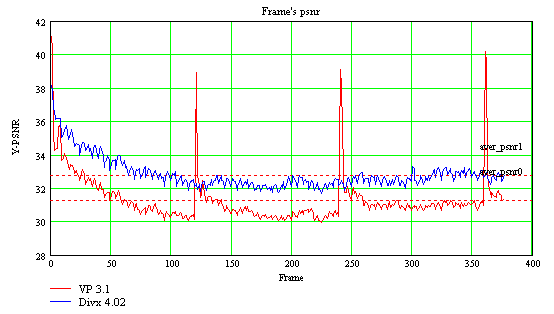 Frame's psnr
42
40
38
36
34
32
30
28
Y-PSNR
aver_psnr1
aver_psnr0
0 50 100 150 200 250 300 350 400
Frame
VP 3.1
Divx 4.02